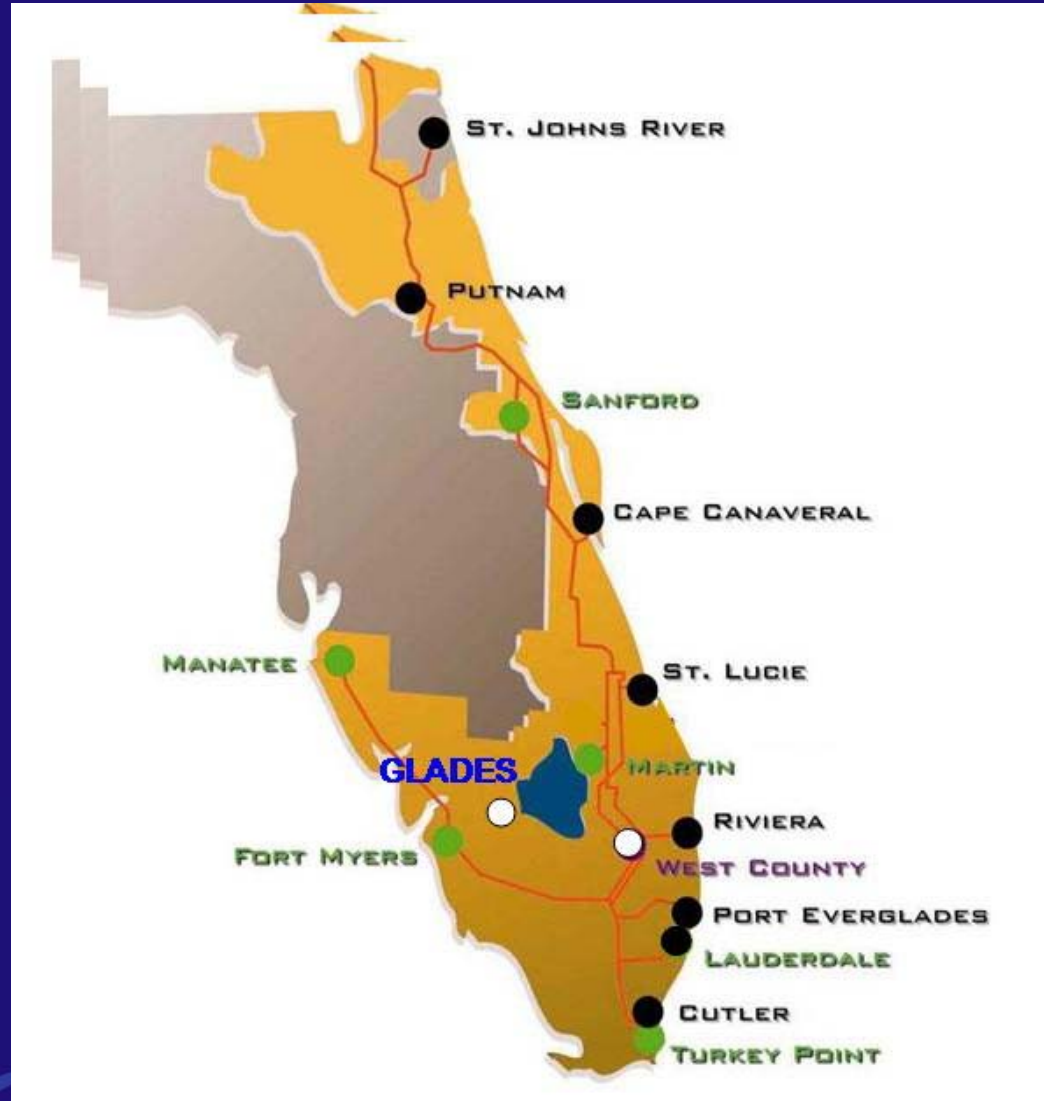 ST. JOHNS RIVER
PUTNAM
SANFORD
CAPE CANAVERAL
MANATEE
ST. LUCIE
GLADES
MARTIN
RIVIERA
FORT MYERS
WEST COUNTY
PORT EVERGLADES
LAUDERDALE
CUTLER
TURKEY POINT